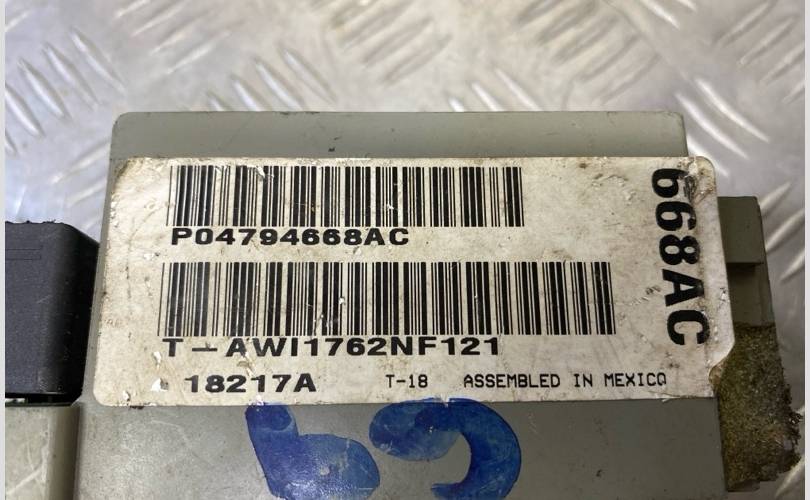 P04794668AC
668AC
T-AWI1762NF121
18217A T-18 ASSEMBLED IN MEXICO